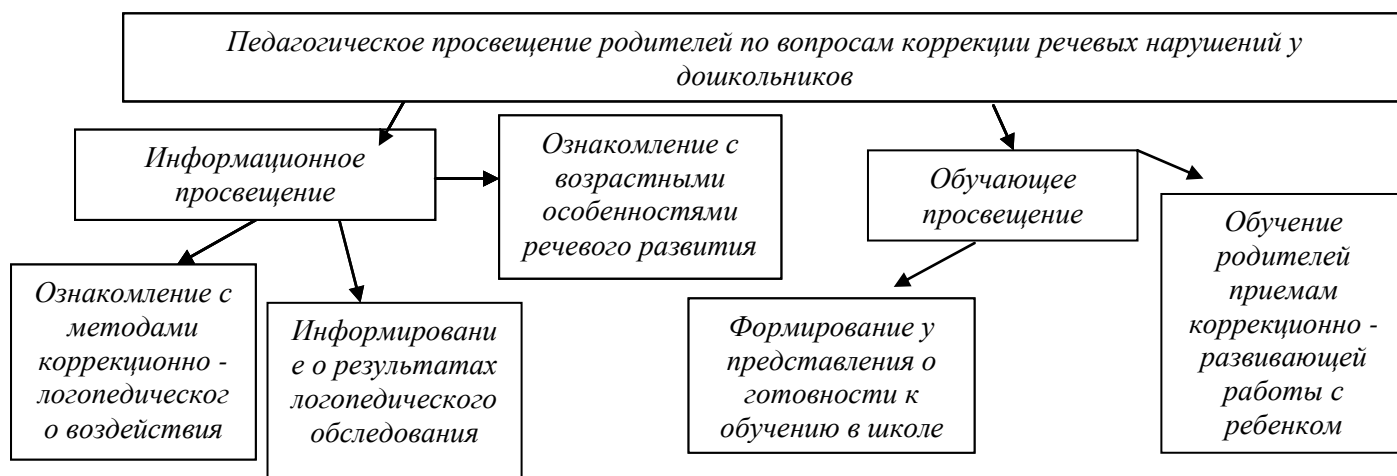 Педагогическое просвещение родителей по вопросам коррекции речевых нарушений у
дошкольников
Информационное
просвещение
Ознакомление с
возрастными
особенностями
речевого развития
Обучающее
просвещение
Ознакомление с
методами
коррекционно -
логопедическог
о воздействия
Информировани
е о результатах
логопедического
обследования
Формирование у
представления о
готовности к
обучению в школе
Обучение
родителей
приемам
коррекционно -
развивающей
работы с
ребенком